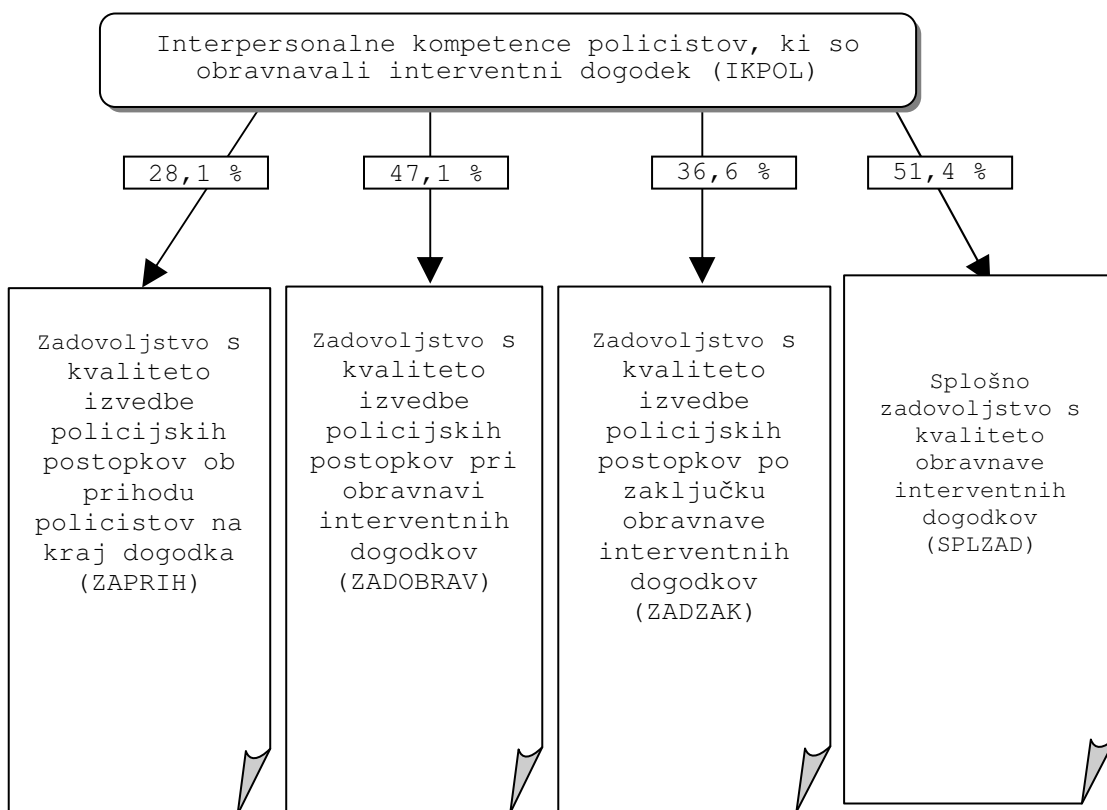 Interpersonalne kompetence policistov, ki so
obravnavali interventni dogodek (IKPOL)
28,1 %
47,1 %
36,6 %
51,4 %
Zadovoljstvo s
kvaliteto
izvedbe
policijskih
postopkov ob
prihodu
policistov na
kraj dogodka
(ZAPRIH)
Zadovoljstvo s
kvaliteto
izvedbe
policijskih
postopkov pri
obravnavi
interventnih
dogodkov
(ZADOBRAV)
Zadovoljstvo s
kvaliteto
izvedbe
policijskih
postopkov po
zaključku
obravnave
interventnih
dogodkov
(ZADZAK)
Splošno
zadovoljstvo s
kvaliteto
obravnave
interventnih
dogodkov
(SPLZAD)